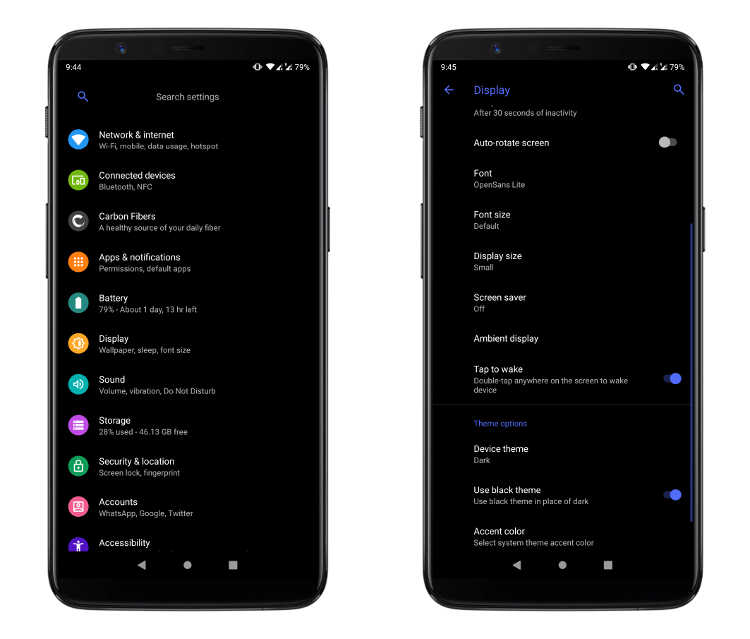 9:44
79%
Search settings
Network & internet
Wi-Fi, mobile, data usage, hotspot
Connected devices
Bluetooth, NFC
Carbon Fibers
A healthy source of your daily fiber
Apps & notifications
Permissions, default apps
Battery
79% - About 1 day, 13 hr left
Display
Wallpaper, sleep, font size
Sound
Volume, vibration, Do Not Disturb
Storage
28% used - 46.13 GB free
Security & location
Screen lock, fingerprint
Accounts
WhatsApp, Google, Twitter
Accessibility
9:45
79%
Display
After 30 seconds of inactivity
Auto-rotate screen
Font
OpenSans Lite
Font size
Default
Display size
Small
Screen saver
Off
Ambient display
Tap to wake
Double-tap anywhere on the screen to wake
device
Theme options
Device theme
Dark
Use black theme
Use black theme in place of dark
Accent color
Select system theme accent color